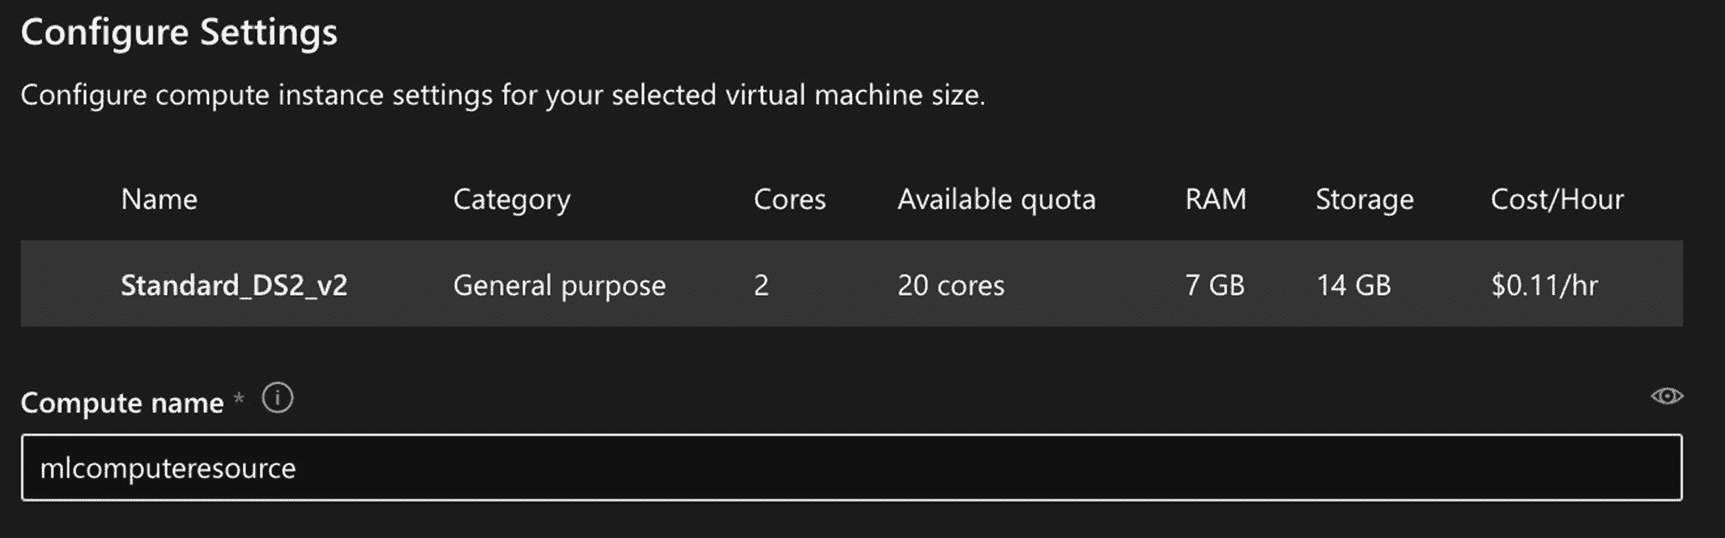 Configure Settings
Configure compute instance settings for your selected virtual machine size.
Name Category Cores Available quota RAM Storage Cost/Hour
Standard_DS2_v2 General purpose 2 20 cores 7 GB 14 GB $0.11/hr
Compute name *
mlcomputeresource